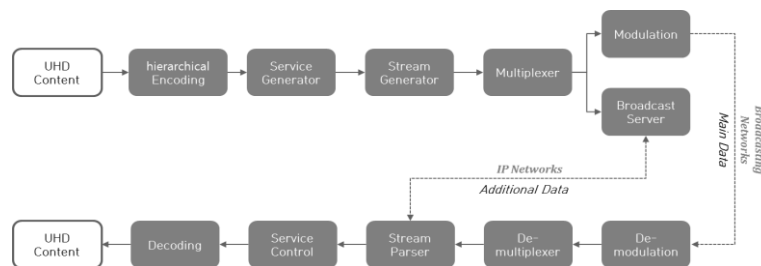 UHD
Content
hierarchical
Encoding
Service
Generator
Stream
Generator
Multiplexer
Modulation
Broadcast
Server
Broadcasting
Networks
Main Data
IP Networks
Additional Data
UHD
Content
Decoding
Service
Control
Stream
Parser
De-
multiplexer
De-
modulation